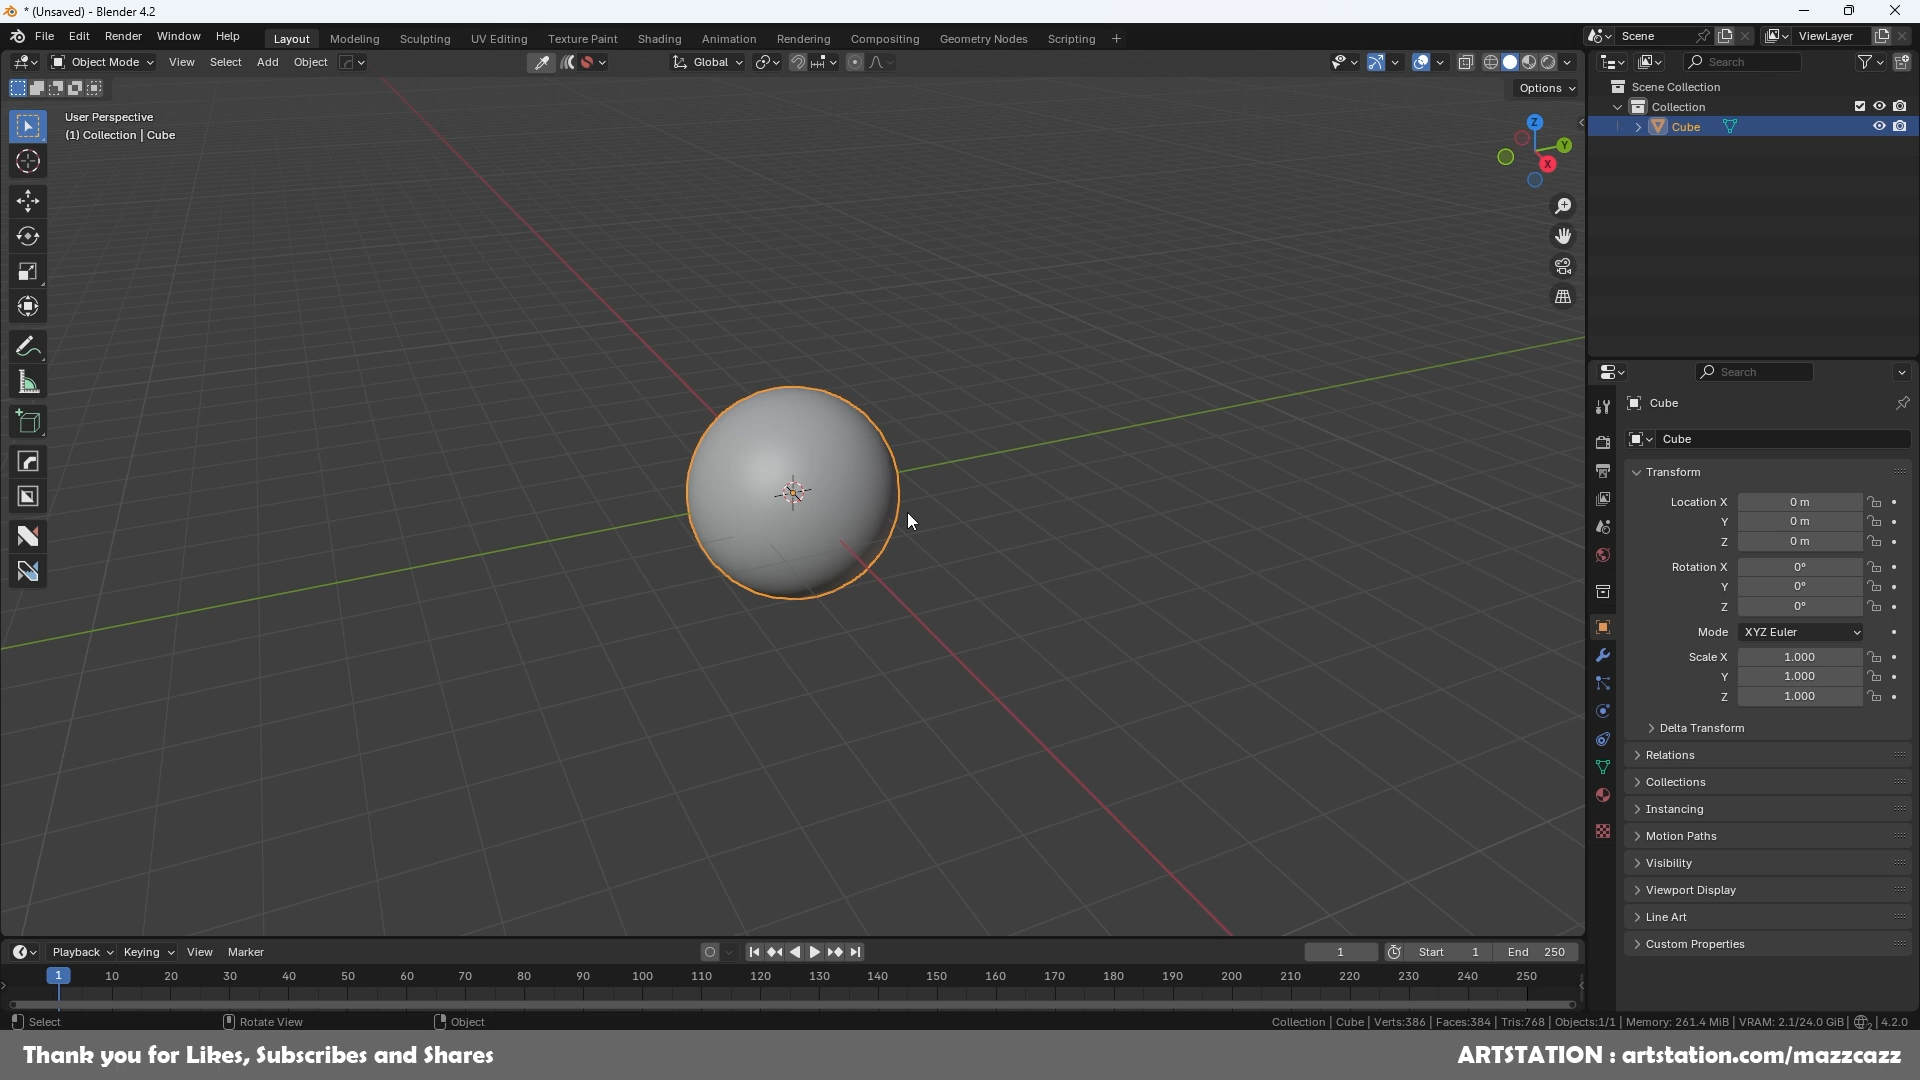 * (Unsaved) - Blender 4.2
File Edit Render Window Help Layout Modeling Sculpting UV Editing Texture Paint Shading Animation Rendering Compositing Geometry Nodes Scripting + Scene ViewLayer
Object Mode View Select Add Object Global Search
Options
User Perspective
(1) Collection | Cube
Z
Y
X
Scene Collection
Collection
Cube
Search
Cube
Cube
Transform
Location X 0 m
Y 0 m
Z 0 m
Rotation X 0°
Y 0°
Z 0°
Mode XYZ Euler
Scale X 1.000
Y 1.000
Z 1.000
Delta Transform
Relations
Collections
Instancing
Motion Paths
Visibility
Viewport Display
Line Art
Custom Properties
Playback Keying View Marker 1 Start 1 End 250
1 10 20 30 40 50 60 70 80 90 100 110 120 130 140 150 160 170 180 190 200 210 220 230 240 250
Select Rotate View Object Collection | Cube | Verts:386 | Faces:384 | Tris:768 | Objects:1/1 | Memory: 261.4 MiB | VRAM: 2.1/24.0 GiB | 2 | 4.2.0
Thank you for Likes, Subscribes and Shares ARTSTATION : artstation.com/mazzcazz